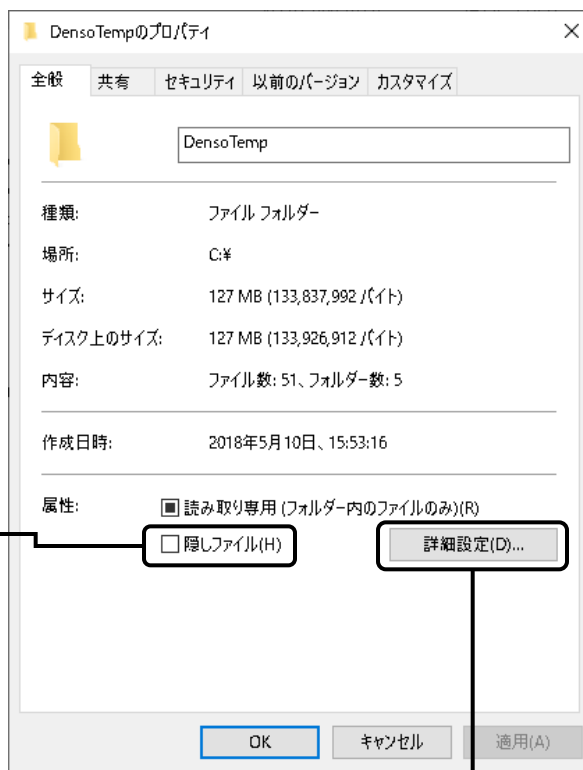 DensoTempのプロパティ
全般 共有 セキュリティ 以前のバージョン カスタマイズ
DensoTemp
種類: ファイル フォルダー
場所: C:¥
サイズ: 127 MB (133,837,992 バイト)
ディスク上のサイズ: 127 MB (133,926,912 バイト)
内容: ファイル数: 51、フォルダー数: 5
作成日時: 2018年5月10日、15:53:16
属性: 読み取り専用 (フォルダー内のファイルのみ)(R)
隠しファイル(H) 詳細設定(D)...
OK キャンセル 適用(A)